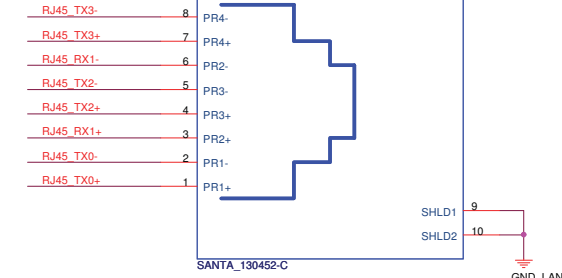 RJ45_TX3- 8 PR4-
RJ45_TX3+ 7 PR4+
RJ45_RX1- 6 PR2-
RJ45_TX2- 5 PR3-
RJ45_TX2+ 4 PR3+
RJ45_RX1+ 3 PR2+
RJ45_TX0- 2 PR1-
RJ45_TX0+ 1 PR1+
SHLD1 9
SHLD2 10
SANTA_130452-C
GND_LAN